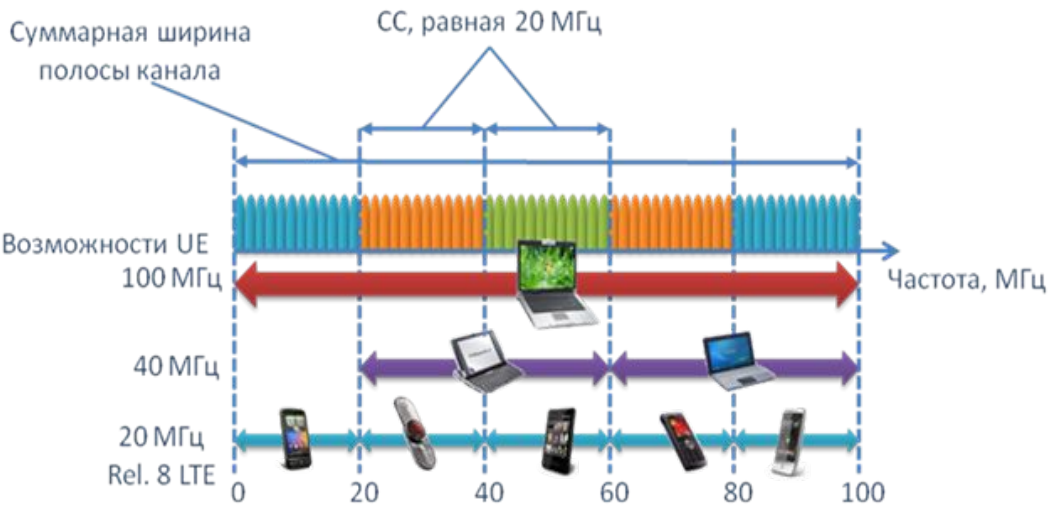 Суммарная ширина
полосы канала
СС, равная 20 МГц
Возможности UE
100 МГц
Частота, МГц
40 МГц
20 МГц
Rel. 8 LTE
0 20 40 60 80 100